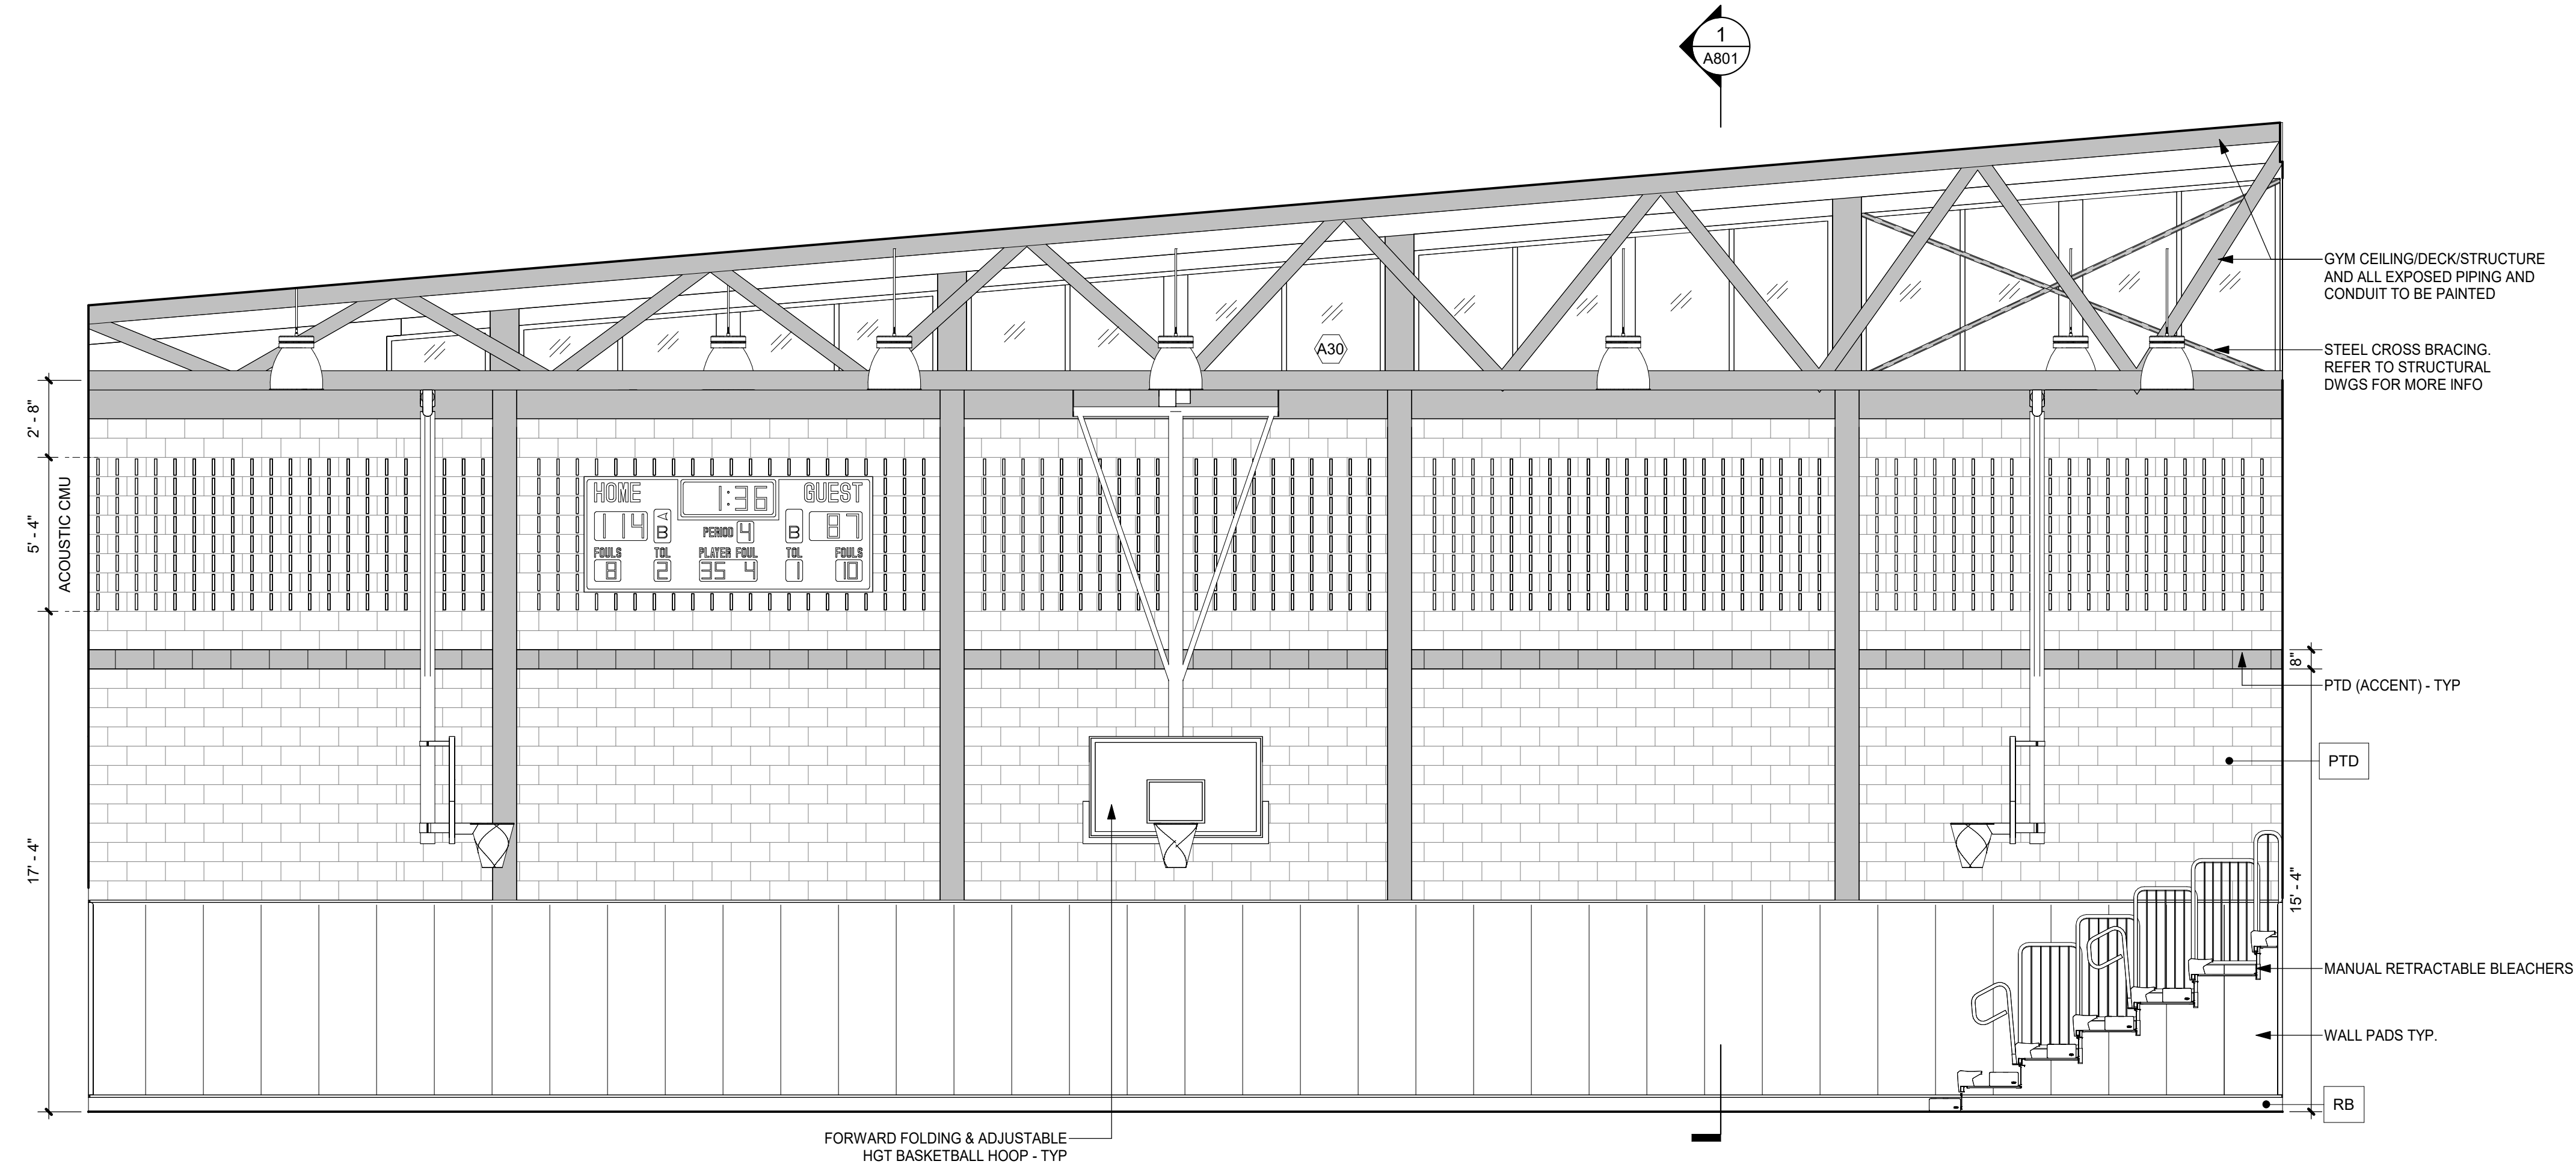 1
A801
GYM CEILING/DECK/STRUCTURE
AND ALL EXPOSED PIPING AND
CONDUIT TO BE PAINTED
A30
STEEL CROSS BRACING.
REFER TO STRUCTURAL
DWGS FOR MORE INFO
2' - 8"
5' - 4"
ACOUSTIC CMU
HOME
1:36
GUEST
114
A
B
PERIOD 4
B
87
FOULS
TOL
PLAYER FOUL
TOL
FOULS
8
2
35 4
1
10
8"
PTD (ACCENT) - TYP
PTD
17' - 4"
15' - 4"
MANUAL RETRACTABLE BLEACHERS
WALL PADS TYP.
RB
FORWARD FOLDING & ADJUSTABLE
HGT BASKETBALL HOOP - TYP